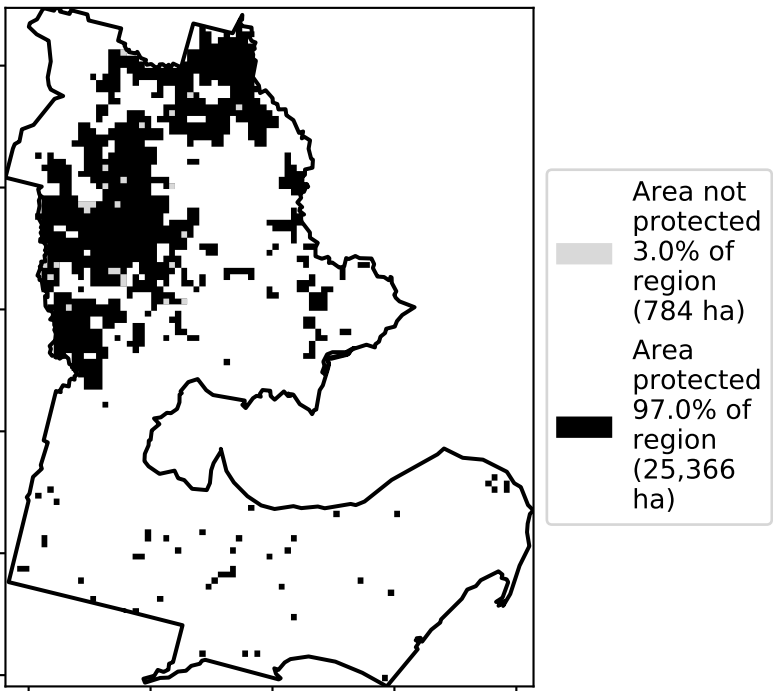 Area not
protected
3.0% of
region
(784 ha)
Area
protected
97.0% of
region
(25,366
ha)